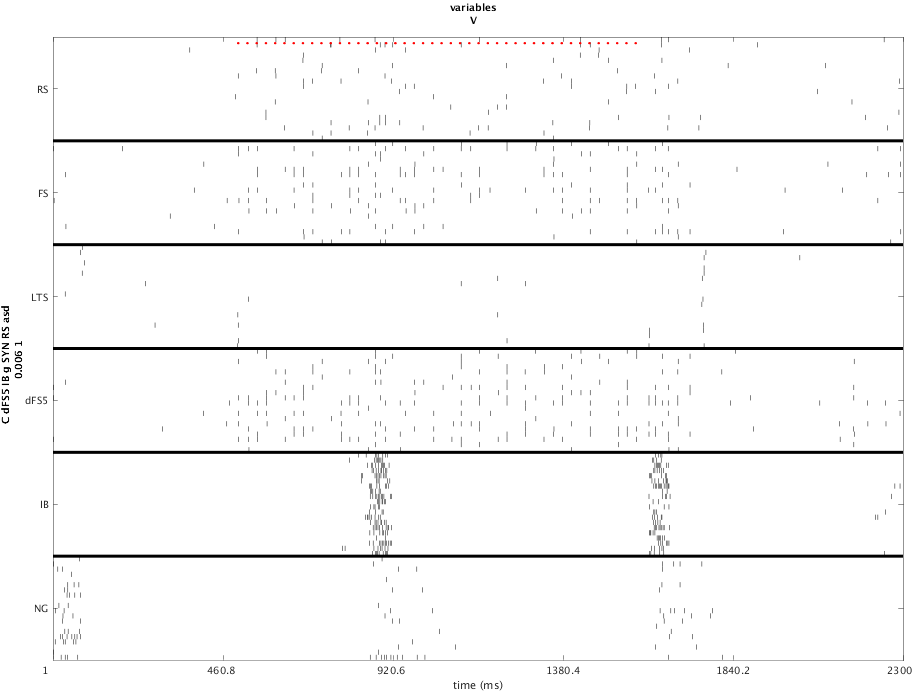 variables
V
RS
FS
LTS
dFS5
IB
NG
C dFS5 IB g SYN RS asd
0.006 1
1
460.8
920.6
1380.4
1840.2
2300
time (ms)